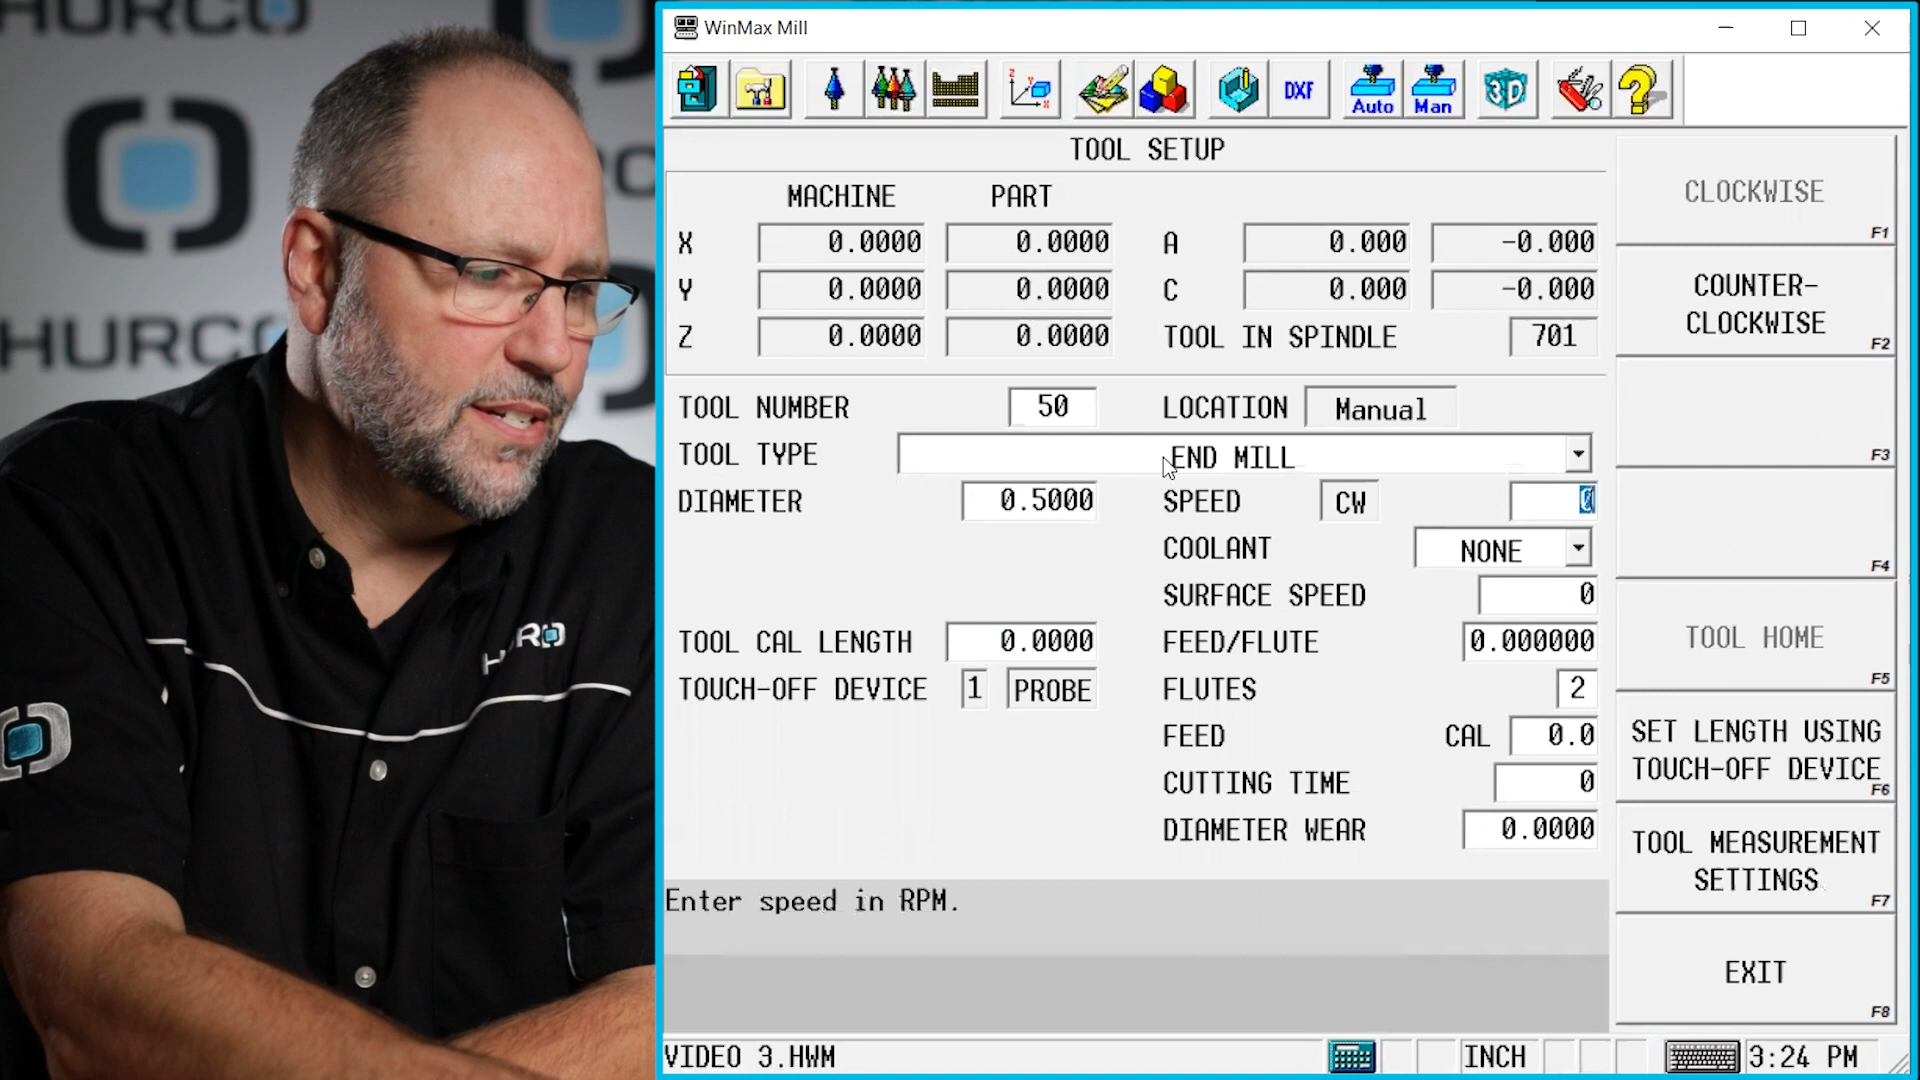 HURCO
HURCO
HURCO
WinMax Mill
DXF
Auto
Man
3D
TOOL SETUP
MACHINE PART
X 0.0000 0.0000 A 0.000 -0.000
Y 0.0000 0.0000 C 0.000 -0.000
Z 0.0000 0.0000 TOOL IN SPINDLE 701
TOOL NUMBER 50 LOCATION Manual
TOOL TYPE END MILL
DIAMETER 0.5000 SPEED CW 0
COOLANT NONE
SURFACE SPEED 0
TOOL CAL LENGTH 0.0000 FEED/FLUTE 0.000000
TOUCH-OFF DEVICE 1 PROBE FLUTES 2
FEED CAL 0.0
CUTTING TIME 0
DIAMETER WEAR 0.0000
Enter speed in RPM.
CLOCKWISE
F1
COUNTER-
CLOCKWISE
F2
F3
F4
TOOL HOME
F5
SET LENGTH USING
TOUCH-OFF DEVICE
F6
TOOL MEASUREMENT
SETTINGS
F7
EXIT
F8
VIDEO 3.HWM INCH 3:24 PM